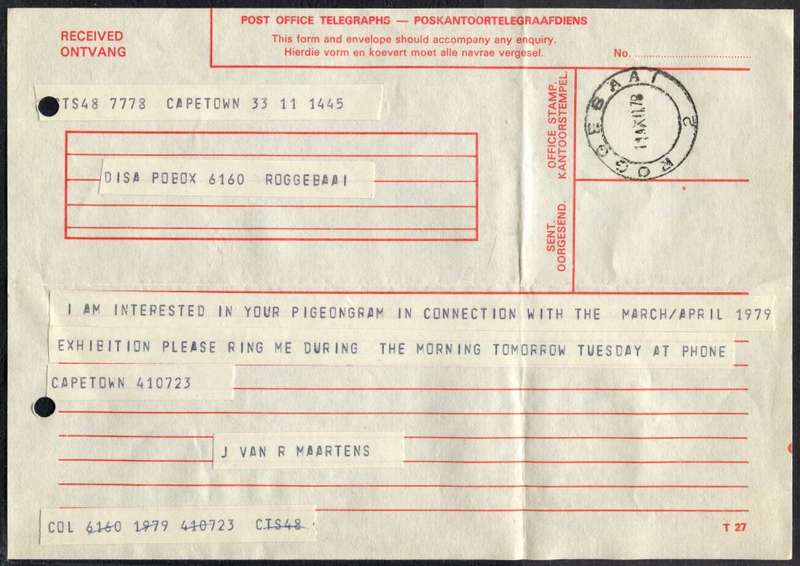 RECEIVED
ONTVANG
POST OFFICE TELEGRAPHS — POSKANTOORTELEGRAAFDIENS
This form and envelope should accompany any enquiry.
Hierdie vorm en koevert moet alle navrae vergesel.
No.
CTS48 7778 CAPETOWN 33 11 1445
OFFICE STAMP.
KANTOORSTEMPEL.
ROGGEBAAI 2
DISA POBOX 6160 ROGGEBAAI
SENT.
OORGESEND.
I AM INTERESTED IN YOUR PIGEONGRAM IN CONNECTION WITH THE MARCH/APRIL 1979
EXHIBITION PLEASE RING ME DURING THE MORNING TOMORROW TUESDAY AT PHONE
CAPETOWN 410723
J VAN R MAARTENS
COL 6160 1979 410723 CTS48
T 27